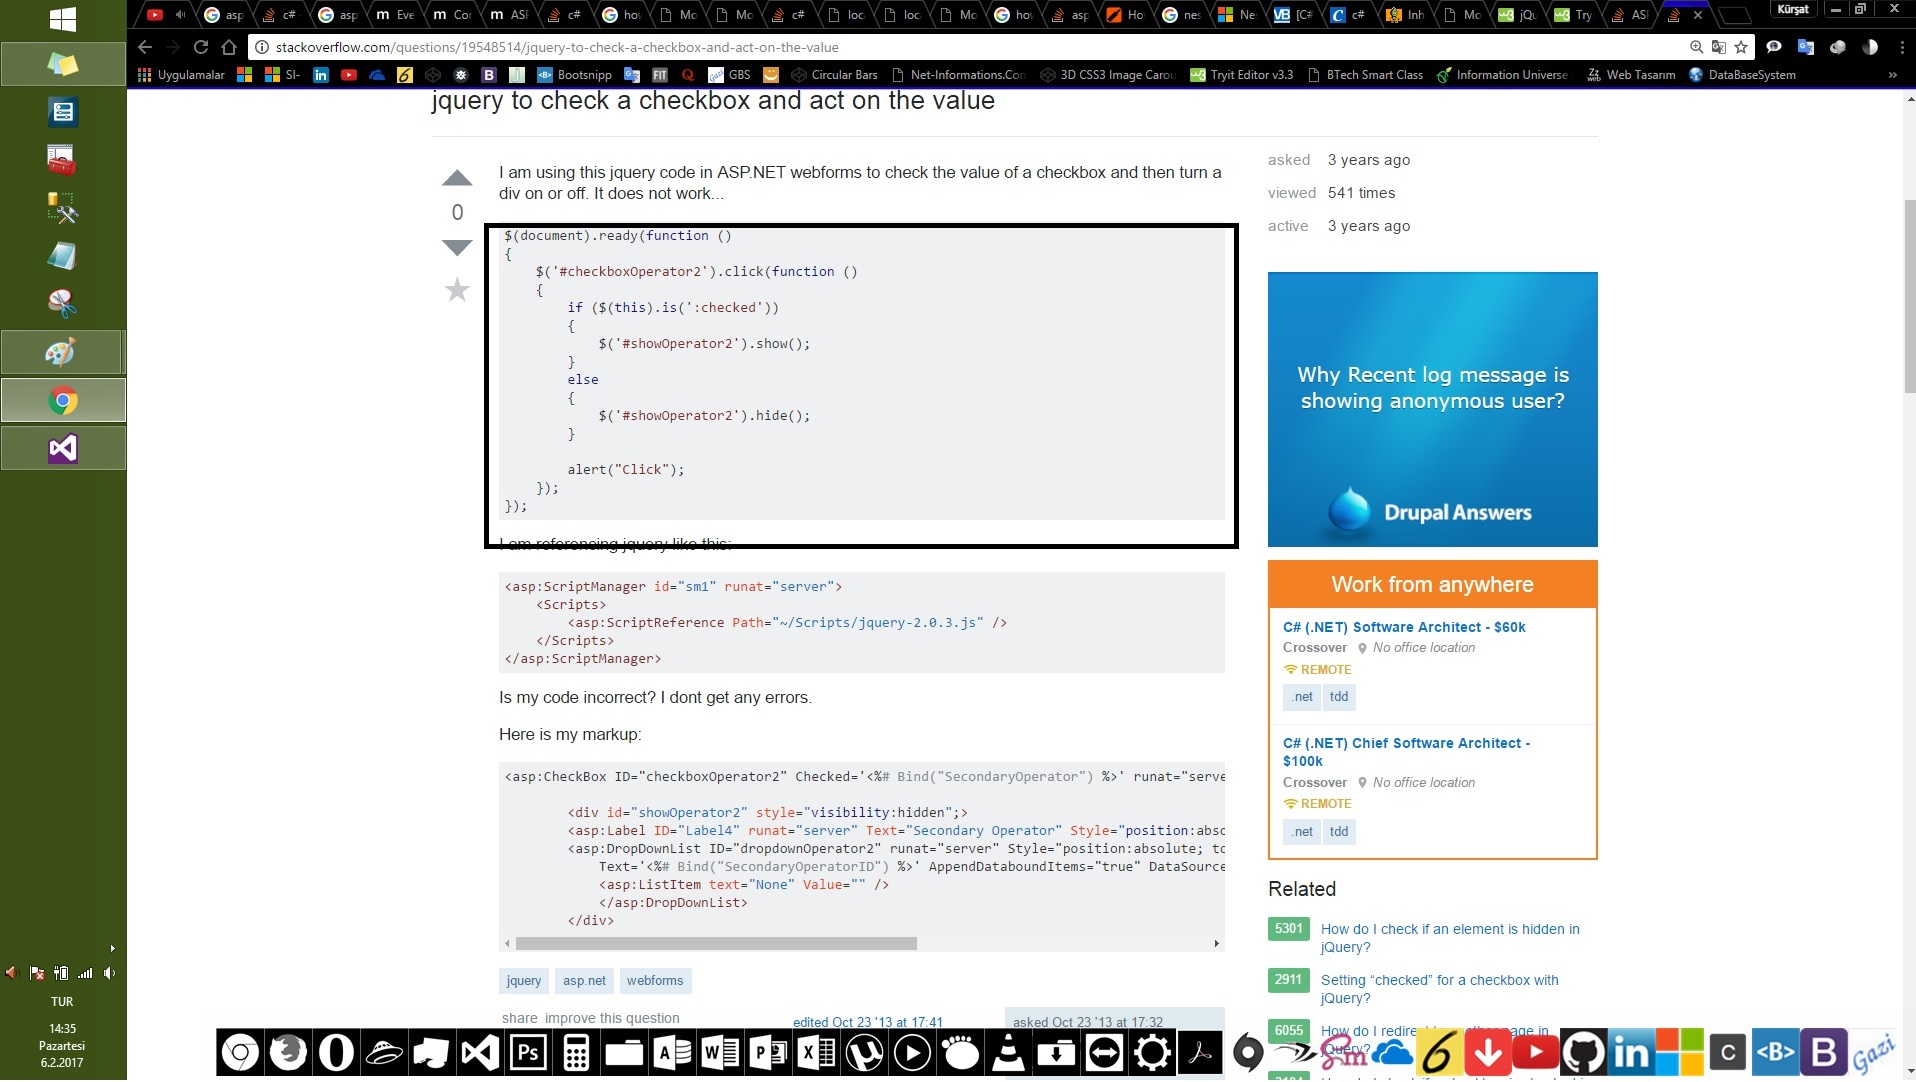 Kürşat
asp
c#
asp
Eve
Cor
ASI
c#
hov
Mo
Mo
c#
loca
loca
Mo
hov
asp
Ho
nes
Ne
[C#
c#
Inh
Mo
jQu
Try
ASI
stackoverflow.com/questions/19548514/jquery-to-check-a-checkbox-and-act-on-the-value
Uygulamalar
SI-
Bootsnipp
FIT
GBS
Circular Bars
Net-Informations.Com
3D CSS3 Image Carou
Tryit Editor v3.3
BTech Smart Class
Information Universe
Web Tasarım
DataBaseSystem
»
jquery to check a checkbox and act on the value
0
I am using this jquery code in ASP.NET webforms to check the value of a checkbox and then turn a
div on or off. It does not work...
$(document).ready(function ()
{
    $('#checkboxOperator2').click(function ()
    {
        if ($(this).is(':checked'))
        {
            $('#showOperator2').show();
        }
        else
        {
            $('#showOperator2').hide();
        }
        alert("Click");
    });
});
I am referencing jquery like this:
<asp:ScriptManager id="sm1" runat="server">
    <Scripts>
        <asp:ScriptReference Path="~/Scripts/jquery-2.0.3.js" />
    </Scripts>
</asp:ScriptManager>
Is my code incorrect? I dont get any errors.
Here is my markup:
<asp:CheckBox ID="checkboxOperator2" Checked='<%# Bind("SecondaryOperator") %>' runat="serve
        <div id="showOperator2" style="visibility:hidden";>
        <asp:Label ID="Label4" runat="server" Text="Secondary Operator" Style="position:abso
        <asp:DropDownList ID="dropdownOperator2" runat="server" Style="position:absolute; to
            Text='<%# Bind("SecondaryOperatorID") %>' AppendDataboundItems="true" DataSource
            <asp:ListItem text="None" Value="" />
            </asp:DropDownList>
        </div>
jquery
asp.net
webforms
share improve this question
edited Oct 23 '13 at 17:41
asked Oct 23 '13 at 17:32
asked 3 years ago
viewed 541 times
active 3 years ago
Why Recent log message is
showing anonymous user?
Drupal Answers
Work from anywhere
C# (.NET) Software Architect - $60k
Crossover No office location
REMOTE
.net tdd
C# (.NET) Chief Software Architect -
$100k
Crossover No office location
REMOTE
.net tdd
Related
5301 How do I check if an element is hidden in
jQuery?
2911 Setting “checked” for a checkbox with
jQuery?
6055 How do I redirect
age in
jQuery?
TUR
14:35
Pazartesi
6.2.2017
Ps
Gazi